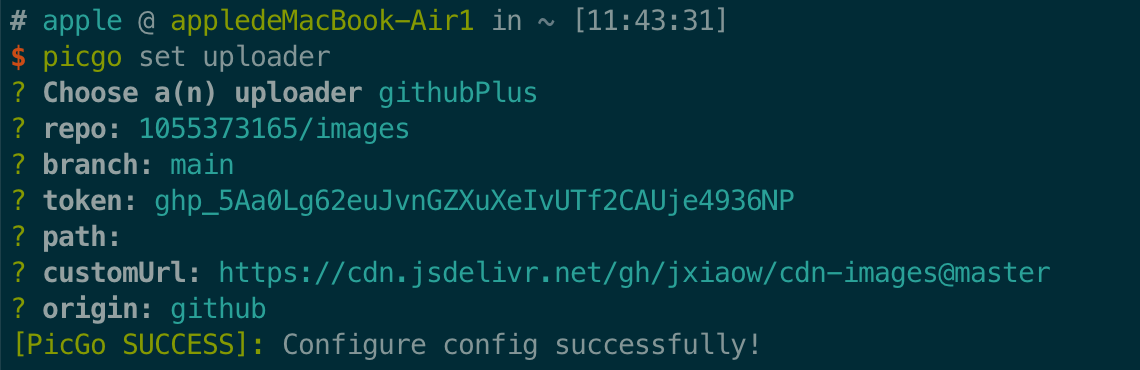 # apple @ appledeMacBook-Air1 in ~ [11:43:31]
$ picgo set uploader
? Choose a(n) uploader githubPlus
? repo: 1055373165/images
? branch: main
? token: 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
? path:
? customUrl: https://cdn.jsdelivr.net/gh/jxiaow/cdn-images@master
? origin: github
[PicGo SUCCESS]: Configure config successfully!